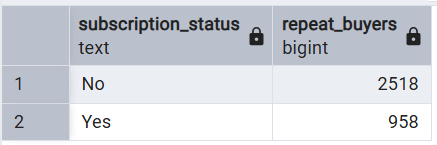 subscription_status repeat_buyers
text bigint
1 No 2518
2 Yes 958